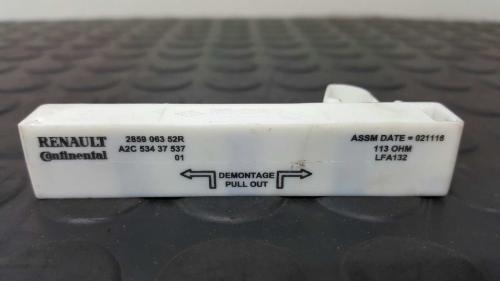 RENAULT 2859 063 52R
Continental A2C 534 37 537
01
DEMONTAGE
PULL OUT
ASSM DATE = 021116
113 OHM
LFA132